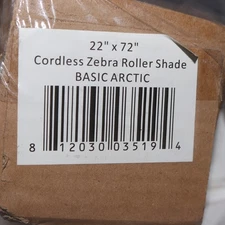 22" x 72"
Cordless Zebra Roller Shade
BASIC ARCTIC
8 12030 03519 4